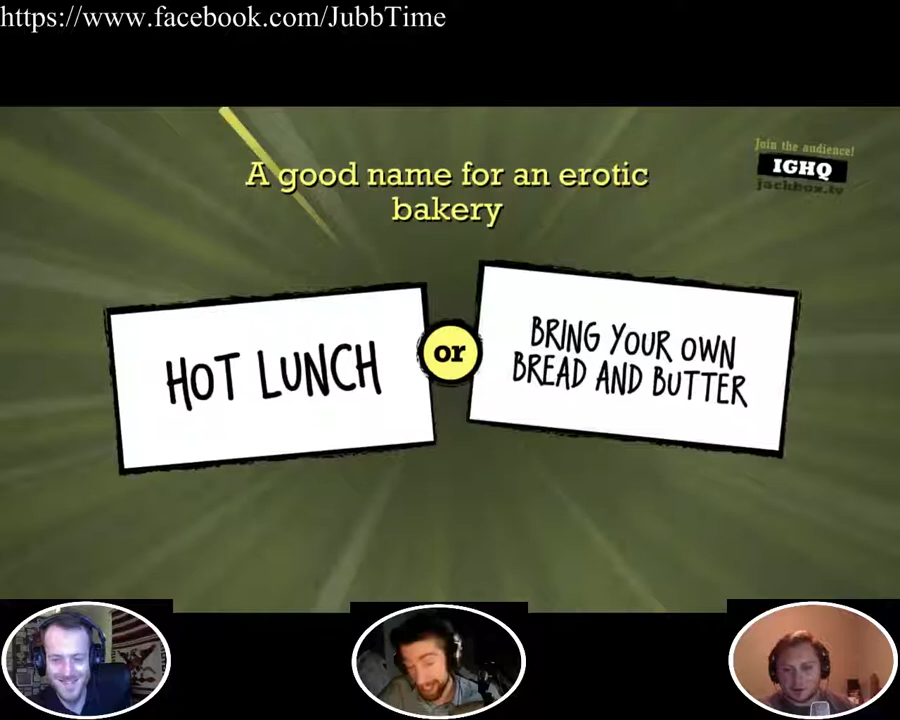 https://www.facebook.com/JubbTime
Join the audience!
IGHQ
jackbox.tv
A good name for an erotic
bakery
HOT LUNCH
or
BRING YOUR OWN
BREAD AND BUTTER